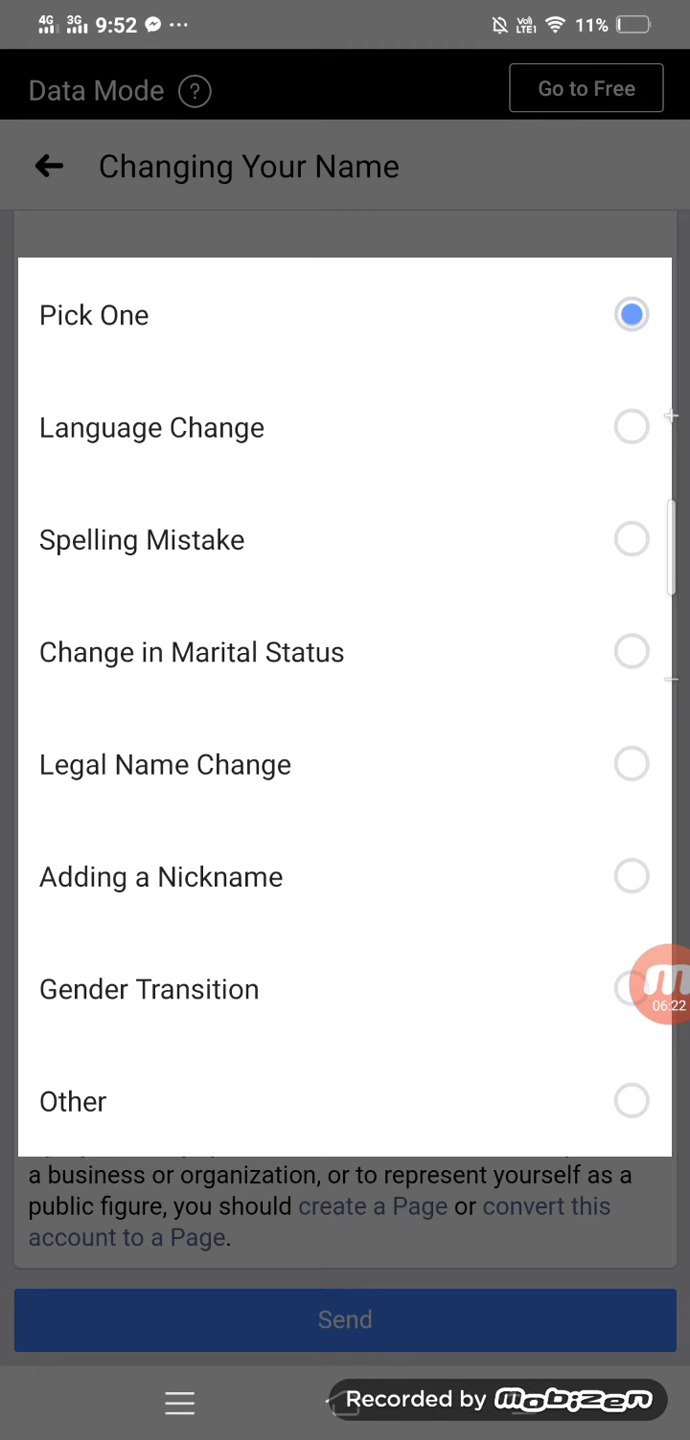 4G 3G 9:52 ... Vo) LTE1 11%
Data Mode ? Go to Free
Changing Your Name
Pick One
Language Change
Spelling Mistake
Change in Marital Status
Legal Name Change
Adding a Nickname
Gender Transition
06:22
Other
a business or organization, or to represent yourself as a
public figure, you should create a Page or convert this
account to a Page.
Send
Recorded by mobizen